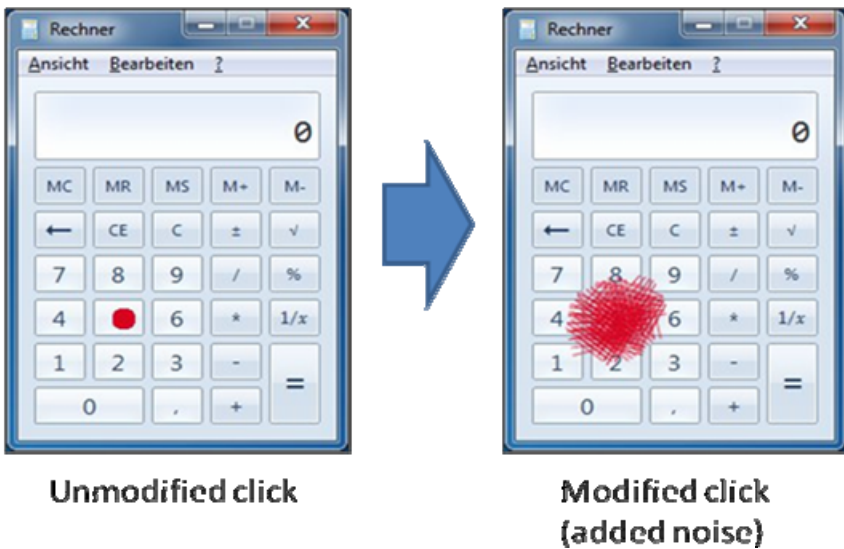 Rechner
Ansicht Bearbeiten ?
0
MC MR MS M+ M-
← CE C ± √
7 8 9 / %
4 6 * 1/x
1 2 3 -
=
0 , +
Unmodified click
Rechner
Ansicht Bearbeiten ?
0
MC MR MS M+ M-
← CE C ± √
7 8 9 / %
4 6 * 1/x
1 2 3 -
=
0 , +
Modified click
(added noise)